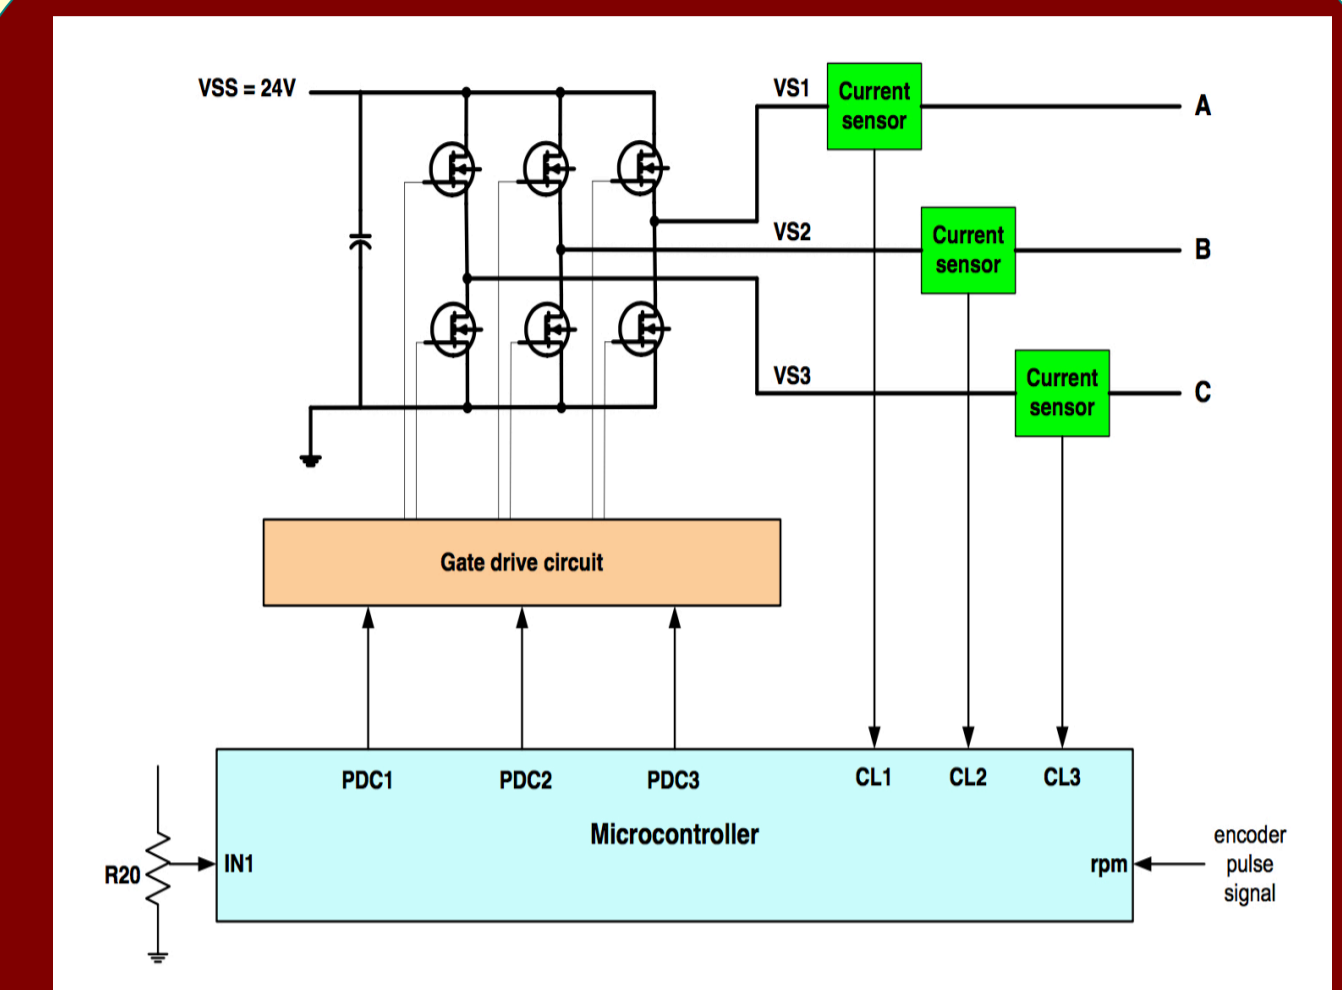 VSS = 24V
VS1
Current
sensor
A
VS2
Current
sensor
B
VS3
Current
sensor
C
Gate drive circuit
PDC1
PDC2
PDC3
CL1
CL2
CL3
Microcontroller
R20
IN1
rpm
encoder
pulse
signal